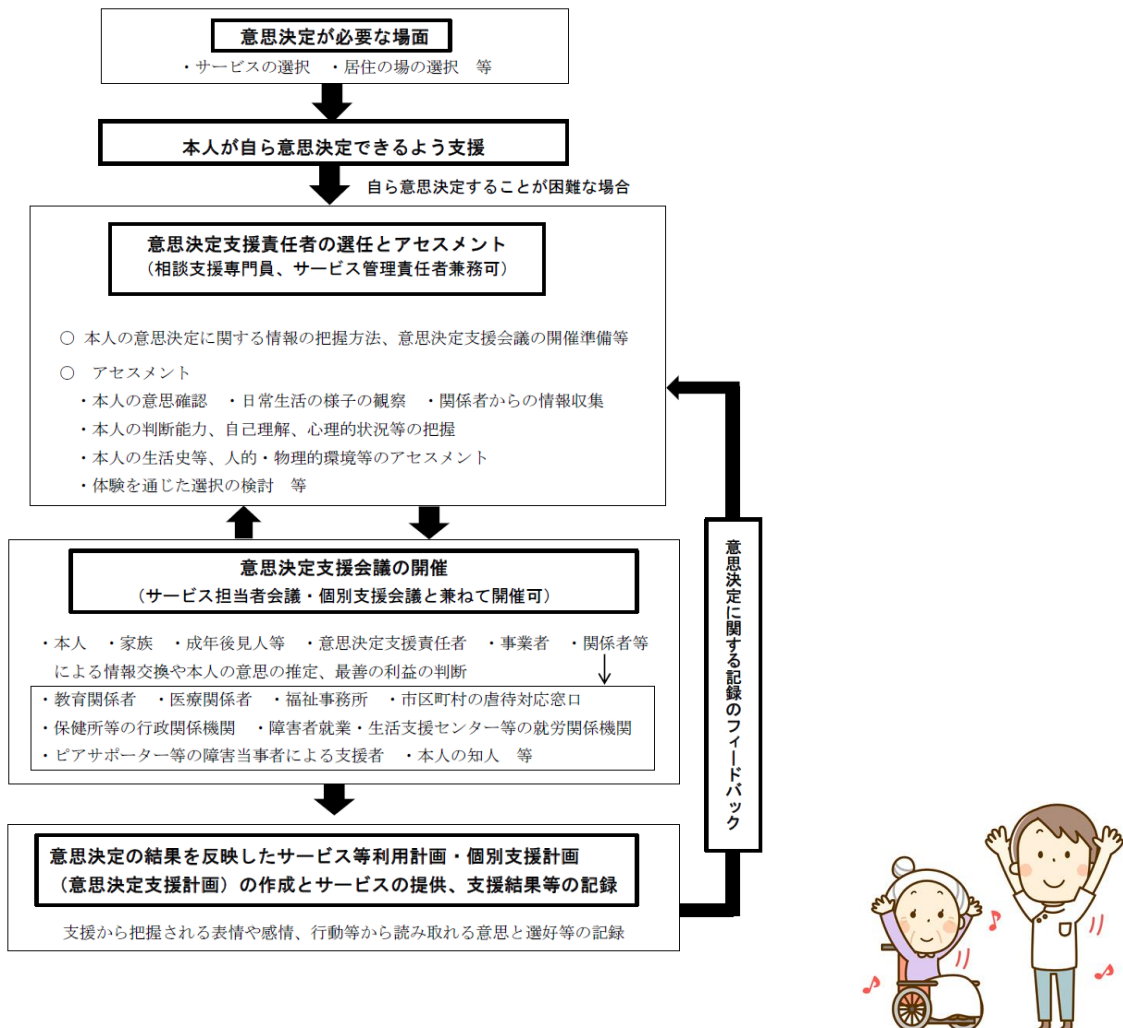 意思決定が必要な場面
・サービスの選択　・居住の場の選択　等
本人が自ら意思決定できるよう支援
自ら意思決定することが困難な場合
意思決定支援責任者の選任とアセスメント
（相談支援専門員、サービス管理責任者兼務可）
○ 本人の意思決定に関する情報の把握方法、意思決定支援会議の開催準備等
○　アセスメント
・本人の意思確認　・日常生活の様子の観察　・関係者からの情報収集
・本人の判断能力、自己理解、心理的状況等の把握
・本人の生活史等、人的・物理的環境等のアセスメント
・体験を通じた選択の検討　等
意思決定支援会議の開催
（サービス担当者会議・個別支援会議と兼ねて開催可）
・本人　・家族　・成年後見人等　・意思決定支援責任者　・事業者　・関係者等
による情報交換や本人の意思の推定、最善の利益の判断
・教育関係者　・医療関係者　・福祉事務所　・市区町村の虐待対応窓口
・保健所等の行政関係機関　・障害者就業・生活支援センター等の就労関係機関
・ピアサポーター等の障害当事者による支援者　・本人の知人　等
意思決定の結果を反映したサービス等利用計画・個別支援計画
（意思決定支援計画）の作成とサービスの提供、支援結果等の記録
支援から把握される表情や感情、行動等から読み取れる意思と選好等の記録
意思決定に関する記録のフィードバック